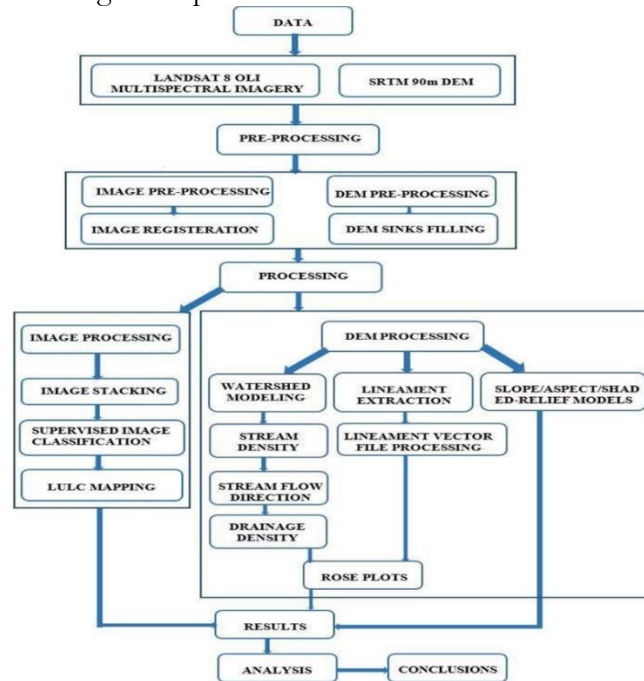 DATA
LANDSAT 8 OLI
MULTISPECTRAL IMAGERY
SRTM 90m DEM
PRE-PROCESSING
IMAGE PRE-PROCESSING
DEM PRE-PROCESSING
IMAGE REGISTERATION
DEM SINKS FILLING
PROCESSING
IMAGE PROCESSING
IMAGE STACKING
SUPERVISED IMAGE
CLASSIFICATION
LULC MAPPING
DEM PROCESSING
WATERSHED
MODELING
STREAM
DENSITY
STREAM FLOW
DIRECTION
DRAINAGE
DENSITY
LINEAMENT
EXTRACTION
LINEAMENT VECTOR
FILE PROCESSING
SLOPE/ASPECT/SHAD
ED-RELIEF MODELS
ROSE PLOTS
RESULTS
ANALYSIS
CONCLUSIONS